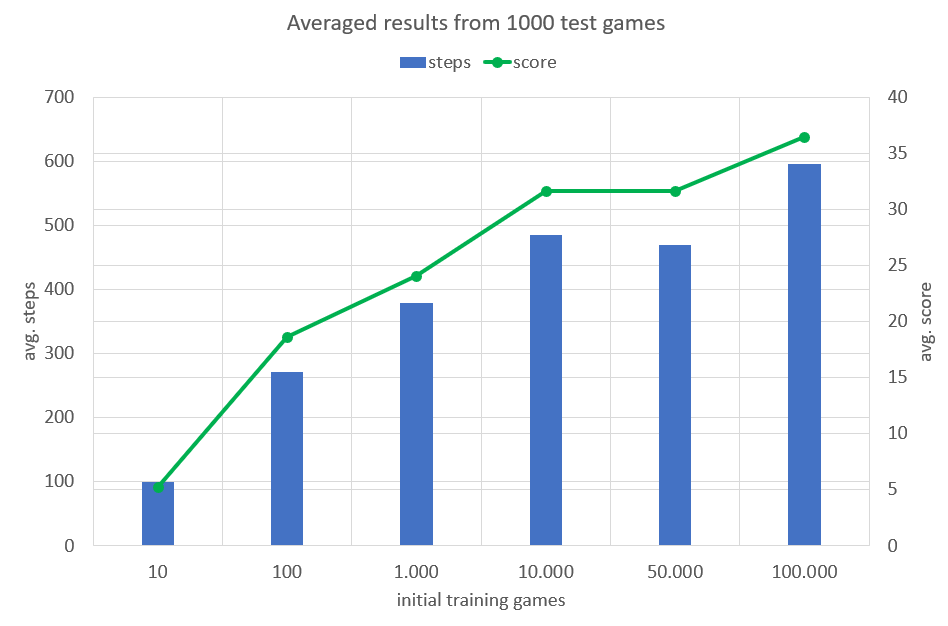 Averaged results from 1000 test games
steps score
700
600
500
400
300
200
100
0
avg. steps
40
35
30
25
20
15
10
5
0
avg. score
10 100 1.000 10.000 50.000 100.000
initial training games